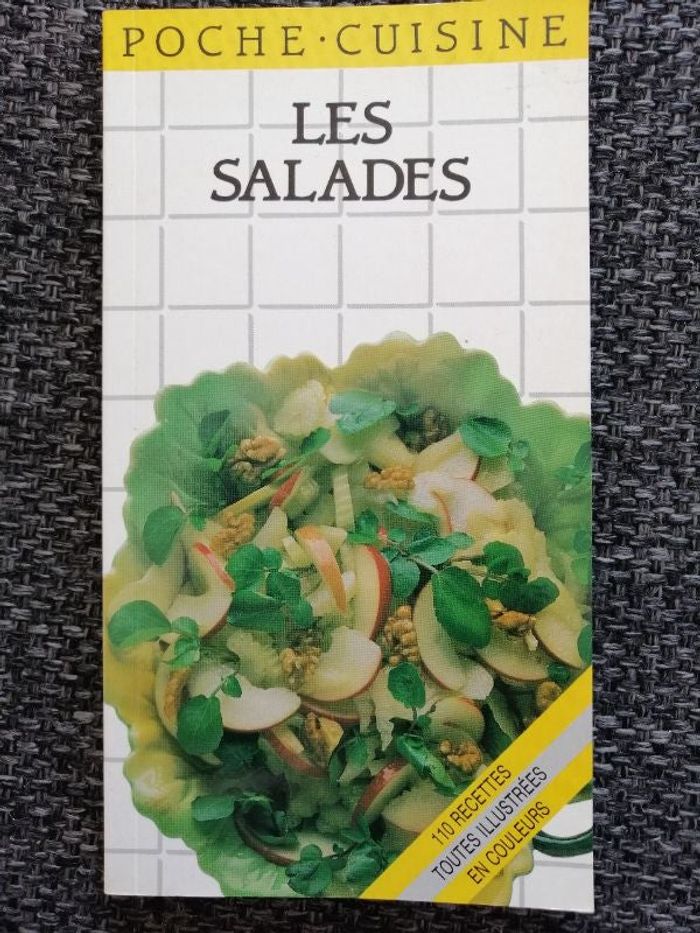 POCHE·CUISINE
LES
SALADES
110 RECETTES
TOUTES ILLUSTRÉES
EN COULEURS